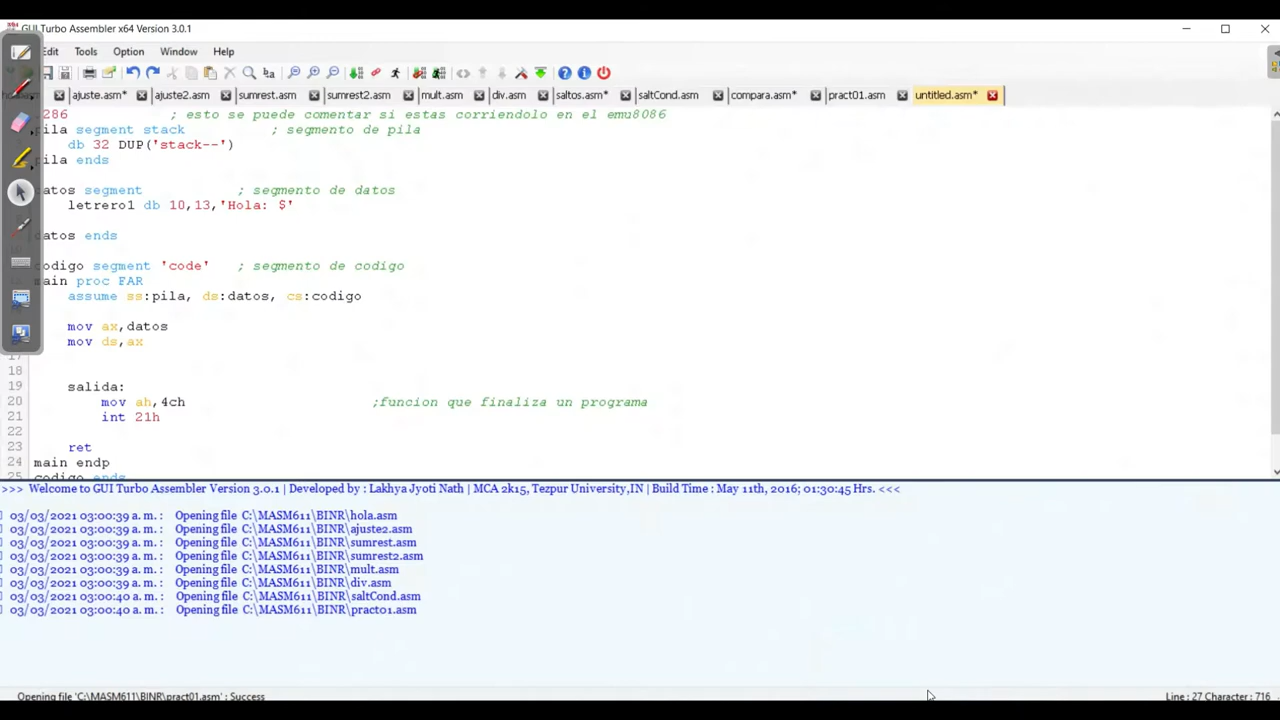 GUI Turbo Assembler x64 Version 3.0.1
Edit Tools Option Window Help
ajuste.asm* ajuste2.asm sumrest.asm sumrest2.asm mult.asm div.asm saltos.asm* saltCond.asm compara.asm* pract01.asm untitled.asm*
286 ; esto se puede comentar si estas corriendolo en el emu8086
pila segment stack ; segmento de pila
db 32 DUP('stack--')
pila ends
datos segment ; segmento de datos
letrero1 db 10,13,'Hola: $'
datos ends
codigo segment 'code' ; segmento de codigo
main proc FAR
assume ss:pila, ds:datos, cs:codigo
mov ax,datos
mov ds,ax
17
18
19 salida:
20 mov ah,4ch ;funcion que finaliza un programa
21 int 21h
22
23 ret
24 main endp
25 codigo ends
>>> Welcome to GUI Turbo Assembler Version 3.0.1 | Developed by : Lakhya Jyoti Nath | MCA 2k15, Tezpur University,IN | Build Time : May 11th, 2016; 01:30:45 Hrs. <<<
03/03/2021 03:00:39 a. m. : Opening file C:\MASM611\BINR\hola.asm
03/03/2021 03:00:39 a. m. : Opening file C:\MASM611\BINR\ajuste2.asm
03/03/2021 03:00:39 a. m. : Opening file C:\MASM611\BINR\sumrest.asm
03/03/2021 03:00:39 a. m. : Opening file C:\MASM611\BINR\sumrest2.asm
03/03/2021 03:00:39 a. m. : Opening file C:\MASM611\BINR\mult.asm
03/03/2021 03:00:39 a. m. : Opening file C:\MASM611\BINR\div.asm
03/03/2021 03:00:40 a. m. : Opening file C:\MASM611\BINR\saltCond.asm
03/03/2021 03:00:40 a. m. : Opening file C:\MASM611\BINR\pract01.asm
Opening file 'C:\MASM611\BINR\pract01.asm' : Success Line : 27 Character : 716